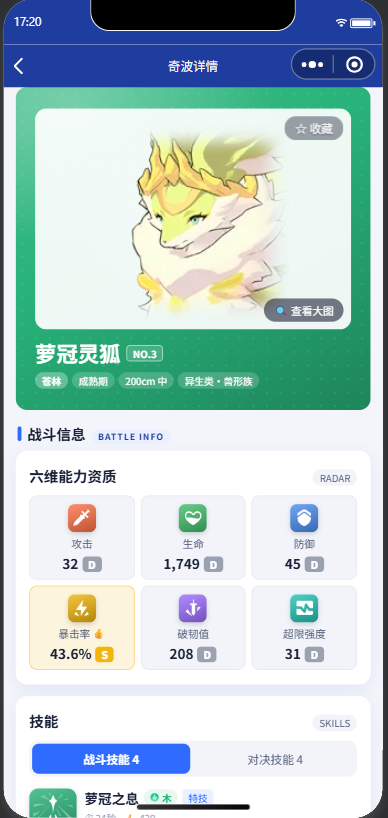 17:20
奇波详情
☆ 收藏
查看大图
萝冠灵狐 NO.3
苍林 成熟期 200cm 中 异生类·兽形族
战斗信息 BATTLE INFO
六维能力资质 RADAR
攻击 生命 防御
32 D 1,749 D 45 D
暴击率 破韧值 超限强度
43.6% S 208 D 31 D
技能 SKILLS
战斗技能 4 对决技能 4
萝冠之息 木 特技